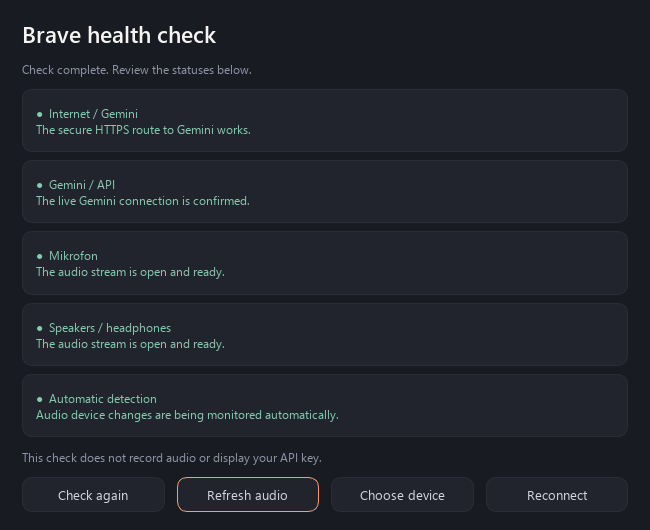 Brave health check
Check complete. Review the statuses below.
● Internet / Gemini
The secure HTTPS route to Gemini works.
● Gemini / API
The live Gemini connection is confirmed.
● Mikrofon
The audio stream is open and ready.
● Speakers / headphones
The audio stream is open and ready.
● Automatic detection
Audio device changes are being monitored automatically.
This check does not record audio or display your API key.
Check again
Refresh audio
Choose device
Reconnect